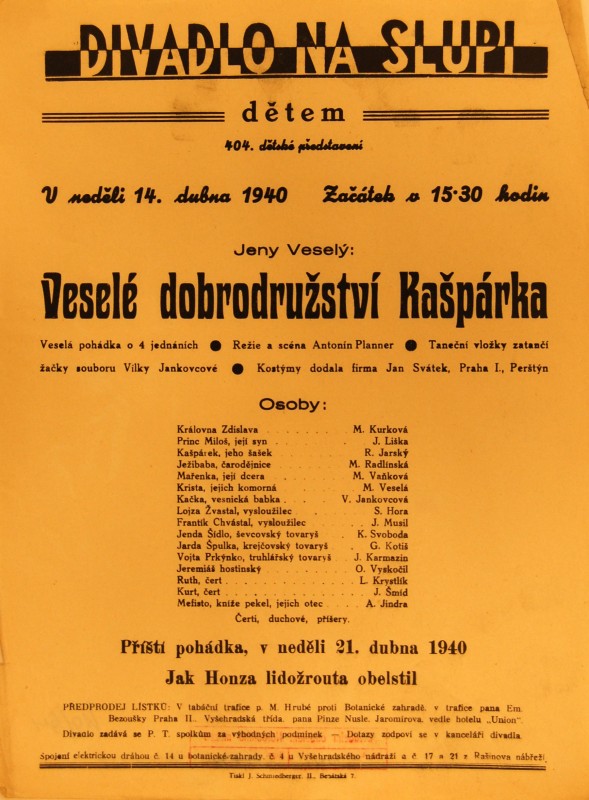 DIVADLO NA SLUPI
dětem
404. dětské představení
V neděli 14. dubna 1940 Začátek v 15·30 hodin
Jeny Veselý:
Veselé dobrodružství Kašpárka
Veselá pohádka o 4 jednáních ● Režie a scéna Antonín Planner ● Taneční vložky zatančí
žačky souboru Vilky Jankovcové ● Kostýmy dodala firma Jan Svátek, Praha I., Perštýn
Osoby:
Královna Zdislava . . . . . . M. Kurková
Princ Miloš, její syn . . . . . . J. Liška
Kašpárek, jeho šašek . . . . . R. Jarský
Ježibaba, čarodějnice . . . . . M. Radlínská
Mařenka, její dcera . . . . . M. Vaňková
Krista, jejich komorná . . . . . M. Veselá
Kačka, vesnická babka . . . . V. Jankovcová
Lojza Žvastal, vysloužilec . . . . S. Hora
Frantík Chvástal, vysloužilec . . . . J. Musil
Jenda Šídlo, ševcovský tovaryš . . K. Svoboda
Jarda Špulka, krejčovský tovaryš . G. Kotiš
Vojta Prkýnko, truhlářský tovaryš . J. Karmazin
Jeremiáš hostinský . . . . . O. Vyskočil
Ruth, čert . . . . . . . . L. Krystlík
Kurt, čert . . . . . . . . J. Šmíd
Mefisto, kníže pekel, jejich otec . . . A. Jindra
Čerti, duchové, příšery.
Příští pohádka, v neděli 21. dubna 1940
Jak Honza lidožrouta obelstil
PŘEDPRODEJ LÍSTKŮ: V tabáční trafice p. M. Hrubé proti Botanické zahradě, v trafice pana Em.
Bezoušky Praha II., Vyšehradská třída, pana Pinze Nusle, Jaromírova, vedle hotelu „Union".
Divadlo zadává se P. T. spolkům za výhodných podmínek — Dotazy zodpoví se v kanceláři divadla.
Spojení elektrickou dráhou č. 14 u botanické zahrady, č. 4 u Vyšehradského nádraží a č. 17 a 21 z Rašínova nábřeží.
Tiskl J. Schmiedberger, II., Benátská 7.